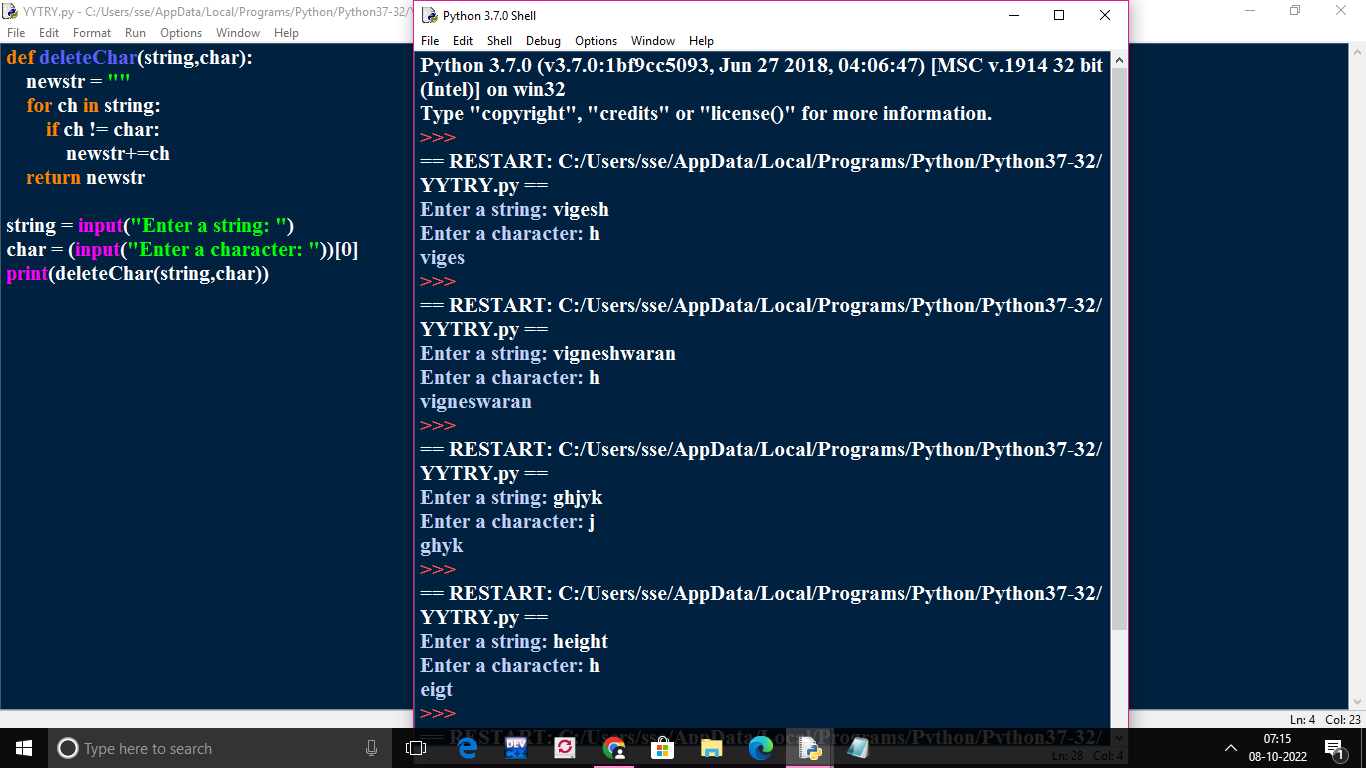 YYTRY.py - C:/Users/sse/AppData/Local/Programs/Python/Python37-32/Y
File Edit Format Run Options Window Help
def deleteChar(string,char):
    newstr = ""
    for ch in string:
        if ch != char:
            newstr+=ch
    return newstr

string = input("Enter a string: ")
char = (input("Enter a character: "))[0]
print(deleteChar(string,char))
Python 3.7.0 Shell
File Edit Shell Debug Options Window Help
Python 3.7.0 (v3.7.0:1bf9cc5093, Jun 27 2018, 04:06:47) [MSC v.1914 32 bit
(Intel)] on win32
Type "copyright", "credits" or "license()" for more information.
>>>
== RESTART: C:/Users/sse/AppData/Local/Programs/Python/Python37-32/
YYTRY.py ==
Enter a string: vigesh
Enter a character: h
viges
>>>
== RESTART: C:/Users/sse/AppData/Local/Programs/Python/Python37-32/
YYTRY.py ==
Enter a string: vigneshwaran
Enter a character: h
vigneswaran
>>>
== RESTART: C:/Users/sse/AppData/Local/Programs/Python/Python37-32/
YYTRY.py ==
Enter a string: ghjyk
Enter a character: j
ghyk
>>>
== RESTART: C:/Users/sse/AppData/Local/Programs/Python/Python37-32/
YYTRY.py ==
Enter a string: height
Enter a character: h
eigt
>>>
== RESTART: C:/Users/sse/AppData/Local/Programs/Python/Python37-32/
Ln: 28 Col: 4
Ln: 4 Col: 23
Type here to search
DEV
07:15
08-10-2022
1